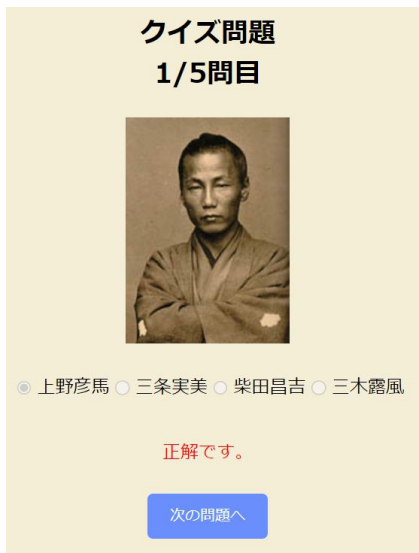 クイズ問題
1/5問目
上野彦馬 三条実美 柴田昌吉 三木露風
正解です。
次の問題へ